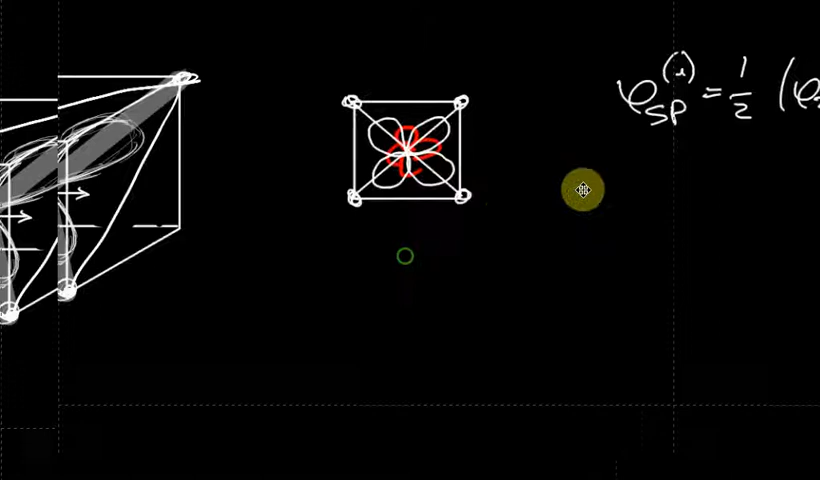 φ_SP^(1) = 1/2 (φ